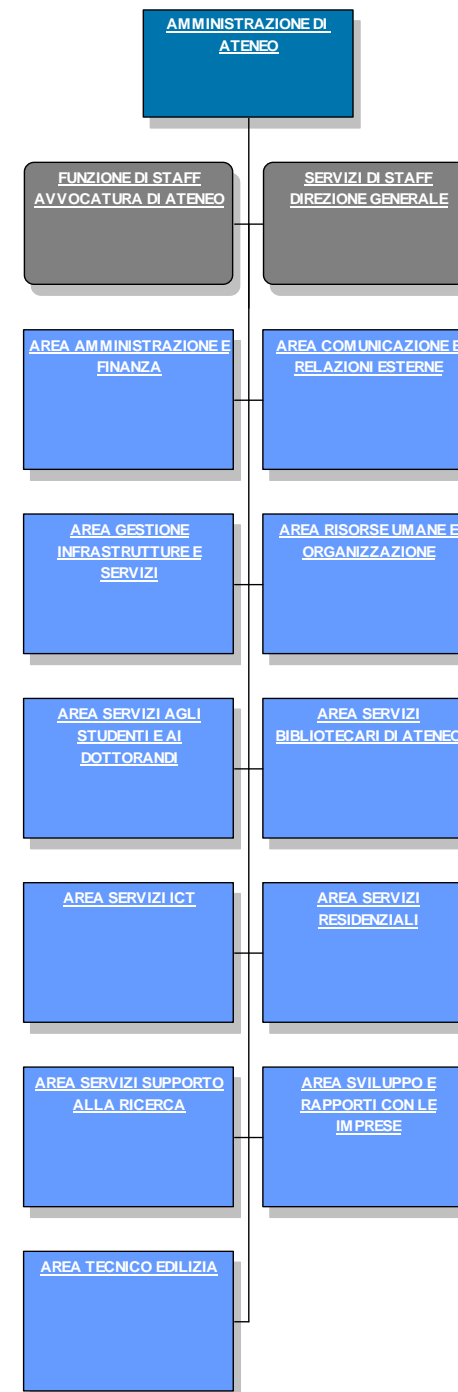 AMMINISTRAZIONE DI
ATENEO
FUNZIONE DI STAFF
AVVOCATURA DI ATENEO
SERVIZI DI STAFF
DIREZIONE GENERALE
AREA AMMINISTRAZIONE E
FINANZA
AREA COMUNICAZIONE E
RELAZIONI ESTERNE
AREA GESTIONE
INFRASTRUTTURE E
SERVIZI
AREA RISORSE UMANE E
ORGANIZZAZIONE
AREA SERVIZI AGLI
STUDENTI E AI
DOTTORANDI
AREA SERVIZI
BIBLIOTECARI DI ATENEO
AREA SERVIZI ICT
AREA SERVIZI
RESIDENZIALI
AREA SERVIZI SUPPORTO
ALLA RICERCA
AREA SVILUPPO E
RAPPORTI CON LE
IMPRESE
AREA TECNICO EDILIZIA